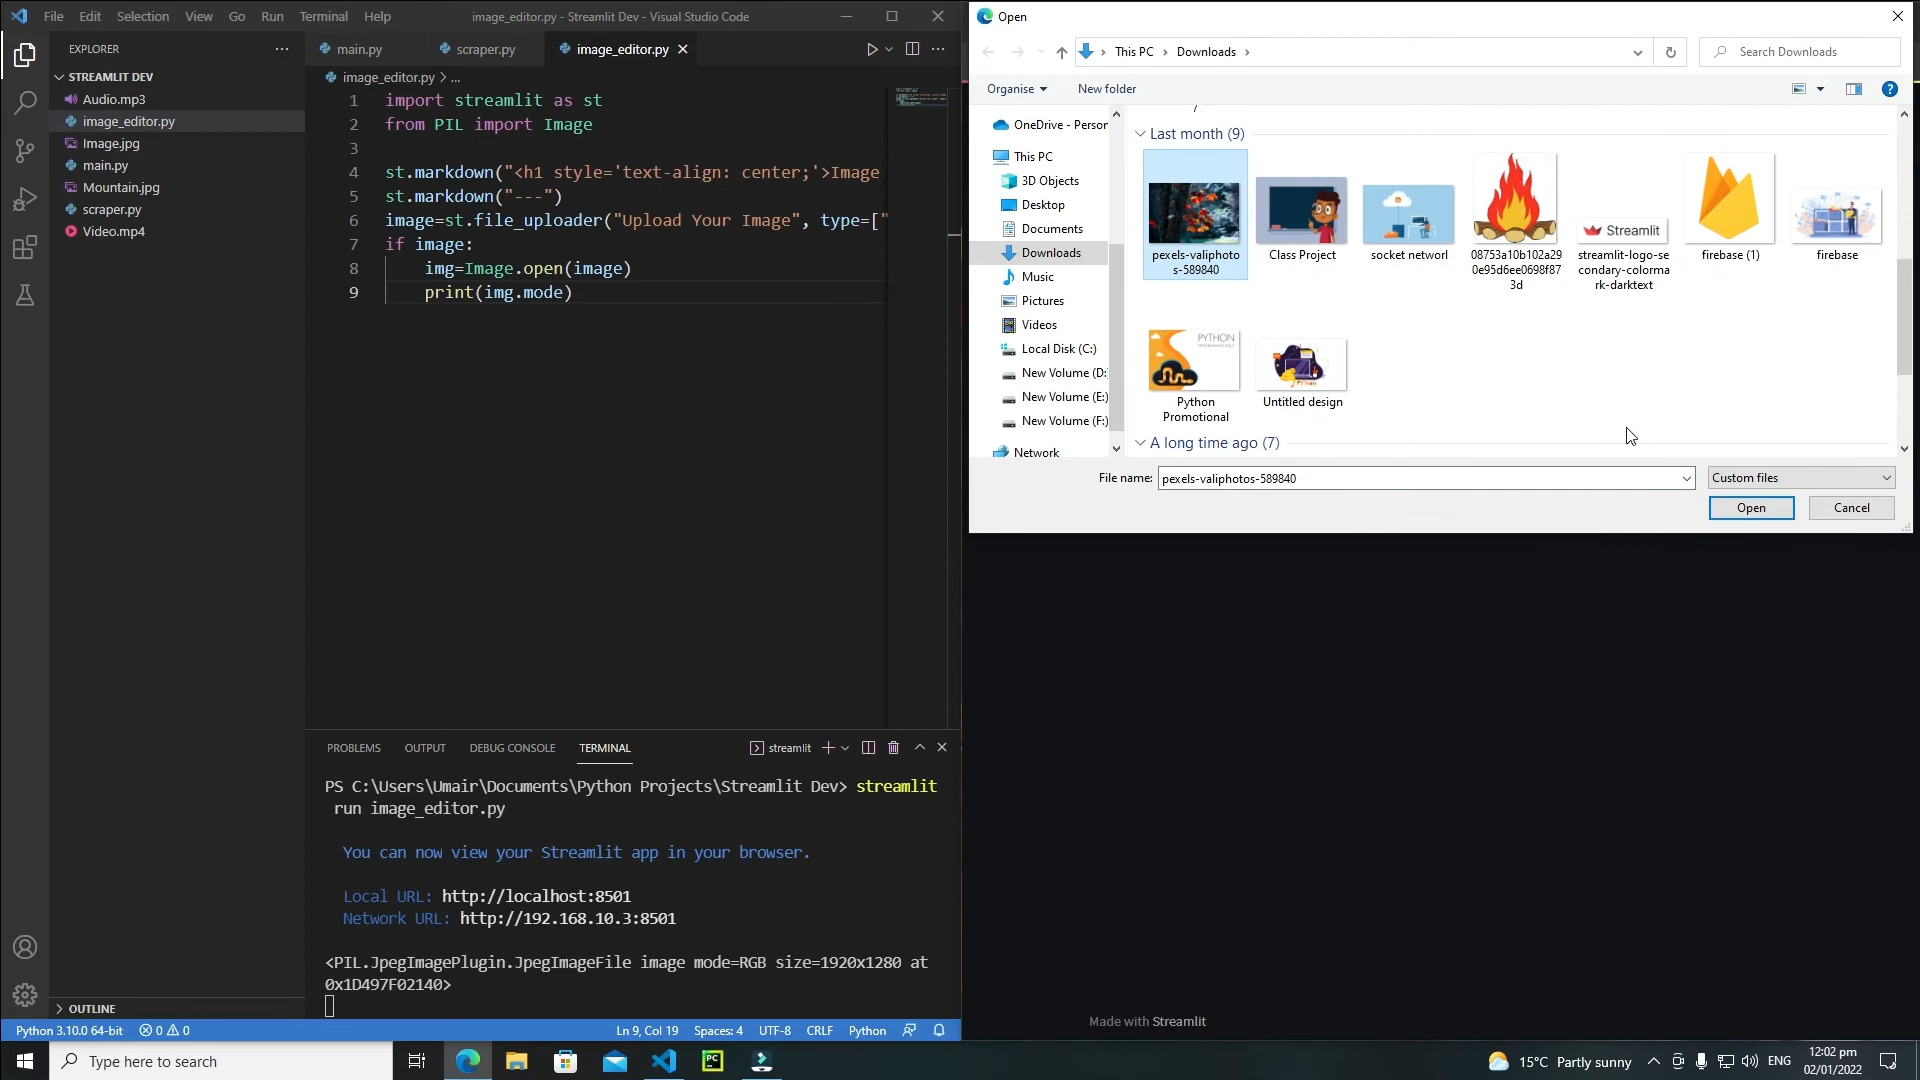 File Edit Selection View Go Run Terminal Help
image_editor.py - Streamlit Dev - Visual Studio Code
EXPLORER
STREAMLIT DEV
Audio.mp3
image_editor.py
Image.jpg
main.py
Mountain.jpg
scraper.py
Video.mp4
OUTLINE
main.py
scraper.py
image_editor.py
image_editor.py > ...
1 import streamlit as st
2 from PIL import Image
3
4 st.markdown("<h1 style='text-align: center;'>Image
5 st.markdown("---")
6 image=st.file_uploader("Upload Your Image", type=["
7 if image:
8 img=Image.open(image)
9 print(img.mode)
PROBLEMS OUTPUT DEBUG CONSOLE TERMINAL
streamlit
PS C:\Users\Umair\Documents\Python Projects\Streamlit Dev> streamlit
run image_editor.py
You can now view your Streamlit app in your browser.
Local URL: http://localhost:8501
Network URL: http://192.168.10.3:8501
<PIL.JpegImagePlugin.JpegImageFile image mode=RGB size=1920x1280 at
0x1D497F02140>
Python 3.10.0 64-bit 0 0
Ln 9, Col 19 Spaces: 4 UTF-8 CRLF Python
Open
This PC > Downloads >
Search Downloads
Organise New folder
OneDrive - Person
This PC
3D Objects
Desktop
Documents
Downloads
Music
Pictures
Videos
Local Disk (C:)
New Volume (D:
New Volume (E:)
New Volume (F:)
Network
Last month (9)
pexels-valiphoto
s-589840
Class Project
socket networl
08753a10b102a29
0e95d6ee0698f87
3d
Streamlit
streamlit-logo-se
condary-colorma
rk-darktext
firebase (1)
firebase
PYTHON
Python
Promotional
Untitled design
A long time ago (7)
File name: pexels-valiphotos-589840
Custom files
Open Cancel
Made with Streamlit
Type here to search
PC
15°C Partly sunny
ENG
12:02 pm
02/01/2022